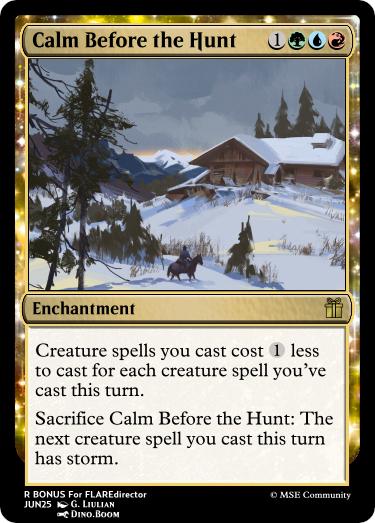 Calm Before the Hunt 1
Enchantment
Creature spells you cast cost 1 less
to cast for each creature spell you've
cast this turn.
Sacrifice Calm Before the Hunt: The
next creature spell you cast this turn
has storm.
R BONUS For FLAREdirector
JUN25 G. Liulian © MSE Community
Dino.Boom